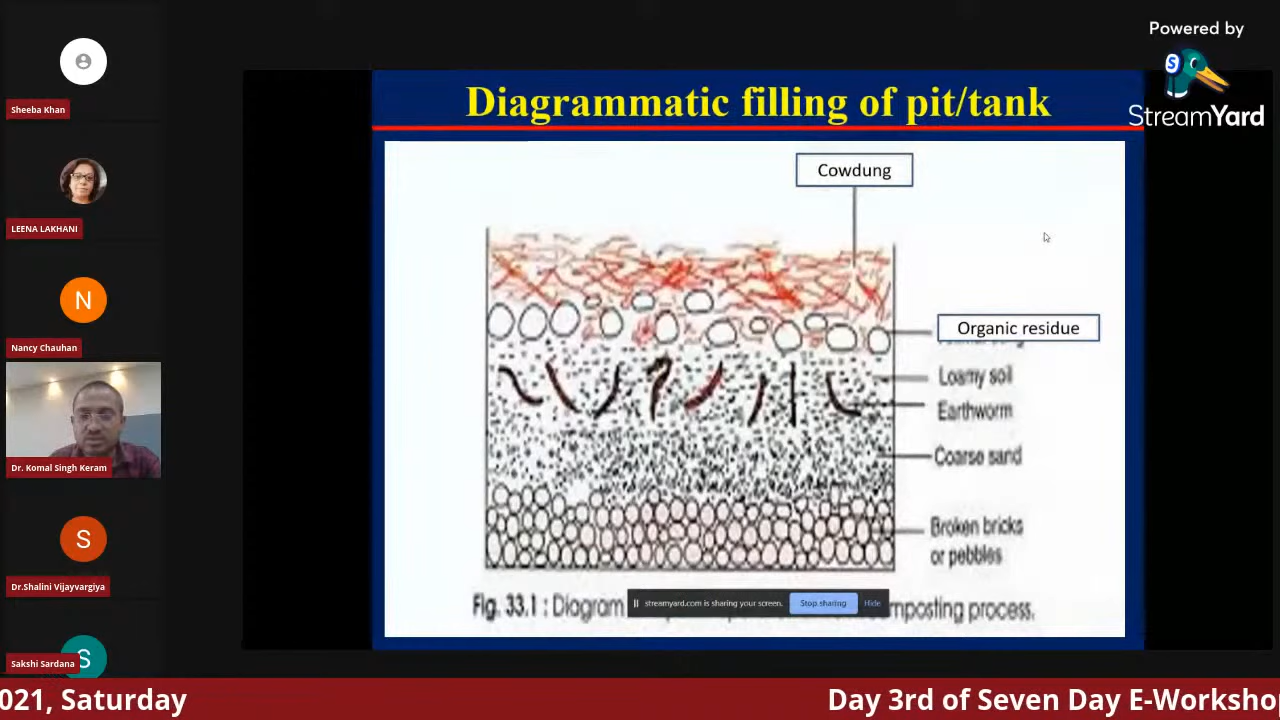 Powered by
StreamYard
Sheeba Khan
LEENA LAKHANI
N
Nancy Chauhan
Dr. Komal Singh Keram
S
Dr.Shalini Vijayvargiya
S
Sakshi Sardana
Diagrammatic filling of pit/tank
Cowdung
Organic residue
Loamy soil
Earthworm
Coarse sand
Broken bricks
or pebbles
Fig. 33.1 : Diagram
omposting process.
streamyard.com is sharing your screen.
Stop sharing
Hide
021, Saturday
Day 3rd of Seven Day E-Worksho